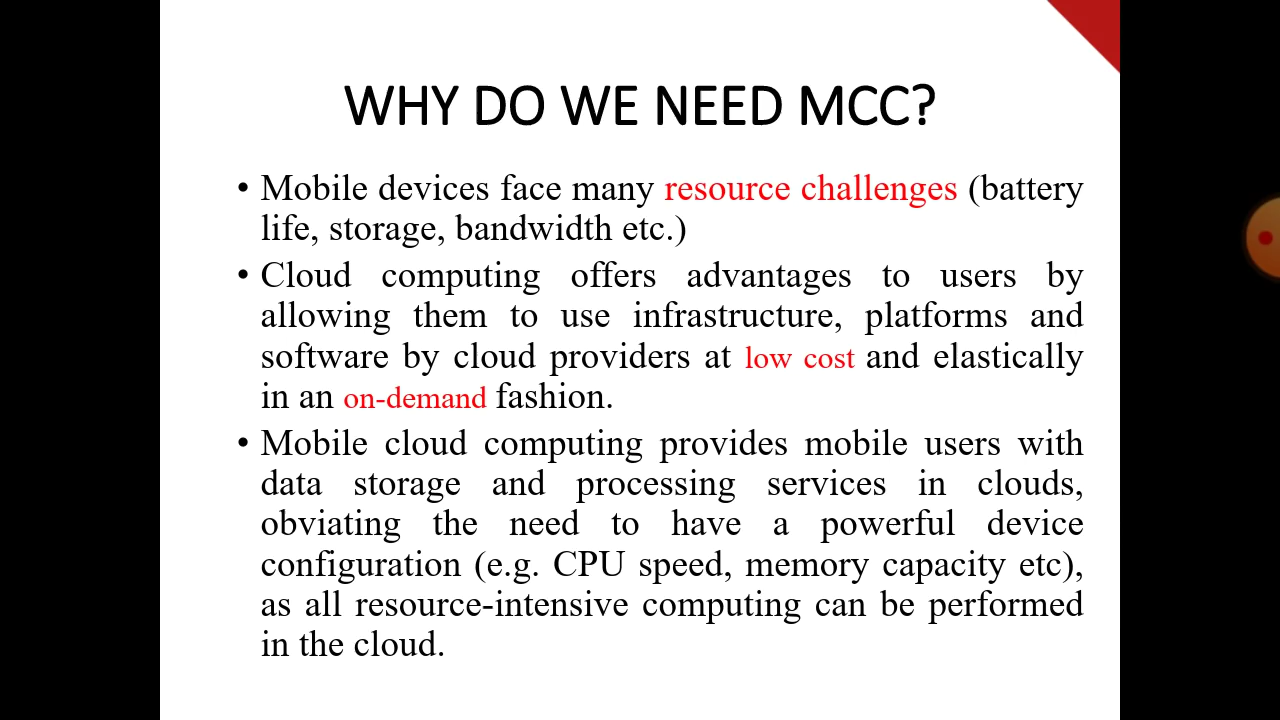 WHY DO WE NEED MCC?
• Mobile devices face many resource challenges (battery
life, storage, bandwidth etc.)
• Cloud computing offers advantages to users by
allowing them to use infrastructure, platforms and
software by cloud providers at low cost and elastically
in an on-demand fashion.
• Mobile cloud computing provides mobile users with
data storage and processing services in clouds,
obviating the need to have a powerful device
configuration (e.g. CPU speed, memory capacity etc),
as all resource-intensive computing can be performed
in the cloud.